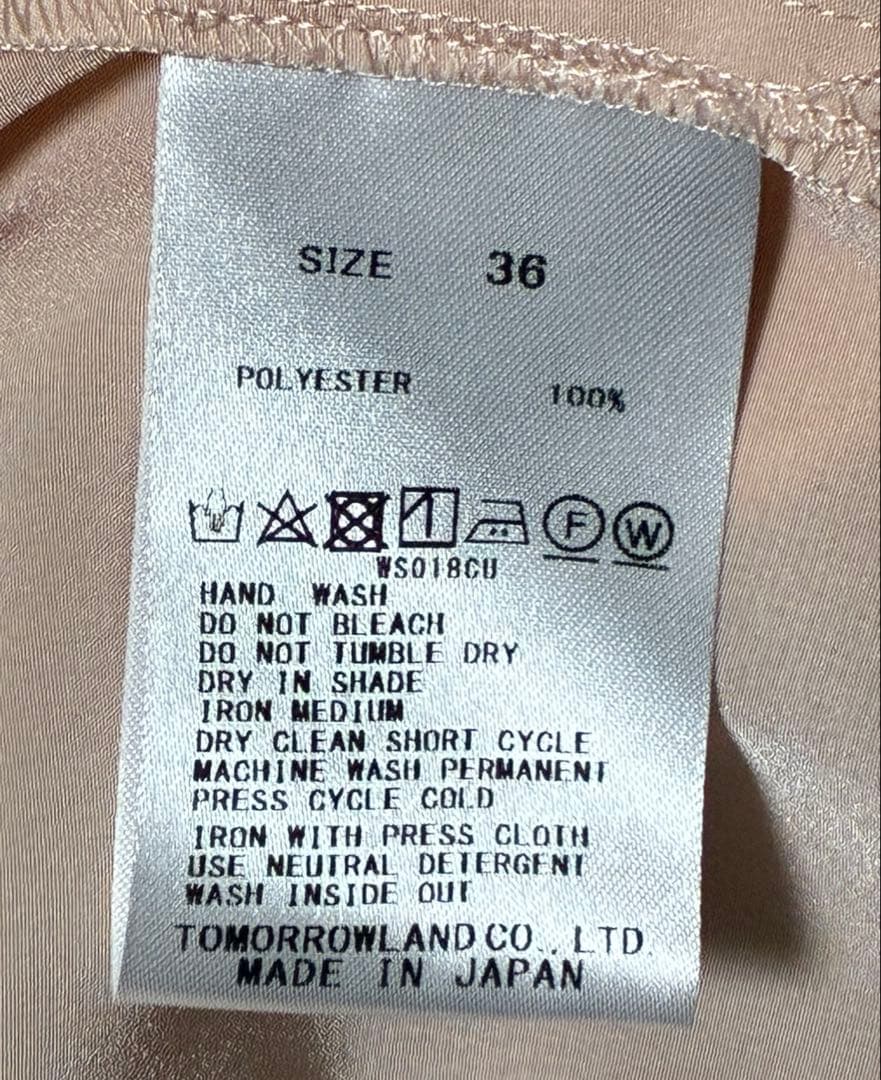 SIZE 36
POLYESTER 100%
F W
WS018CU
HAND WASH
DO NOT BLEACH
DO NOT TUMBLE DRY
DRY IN SHADE
IRON MEDIUM
DRY CLEAN SHORT CYCLE
MACHINE WASH PERMANENT
PRESS CYCLE COLD
IRON WITH PRESS CLOTH
USE NEUTRAL DETERGENT
WASH INSIDE OUT
TOMORROWLAND CO., LTD.
MADE IN JAPAN